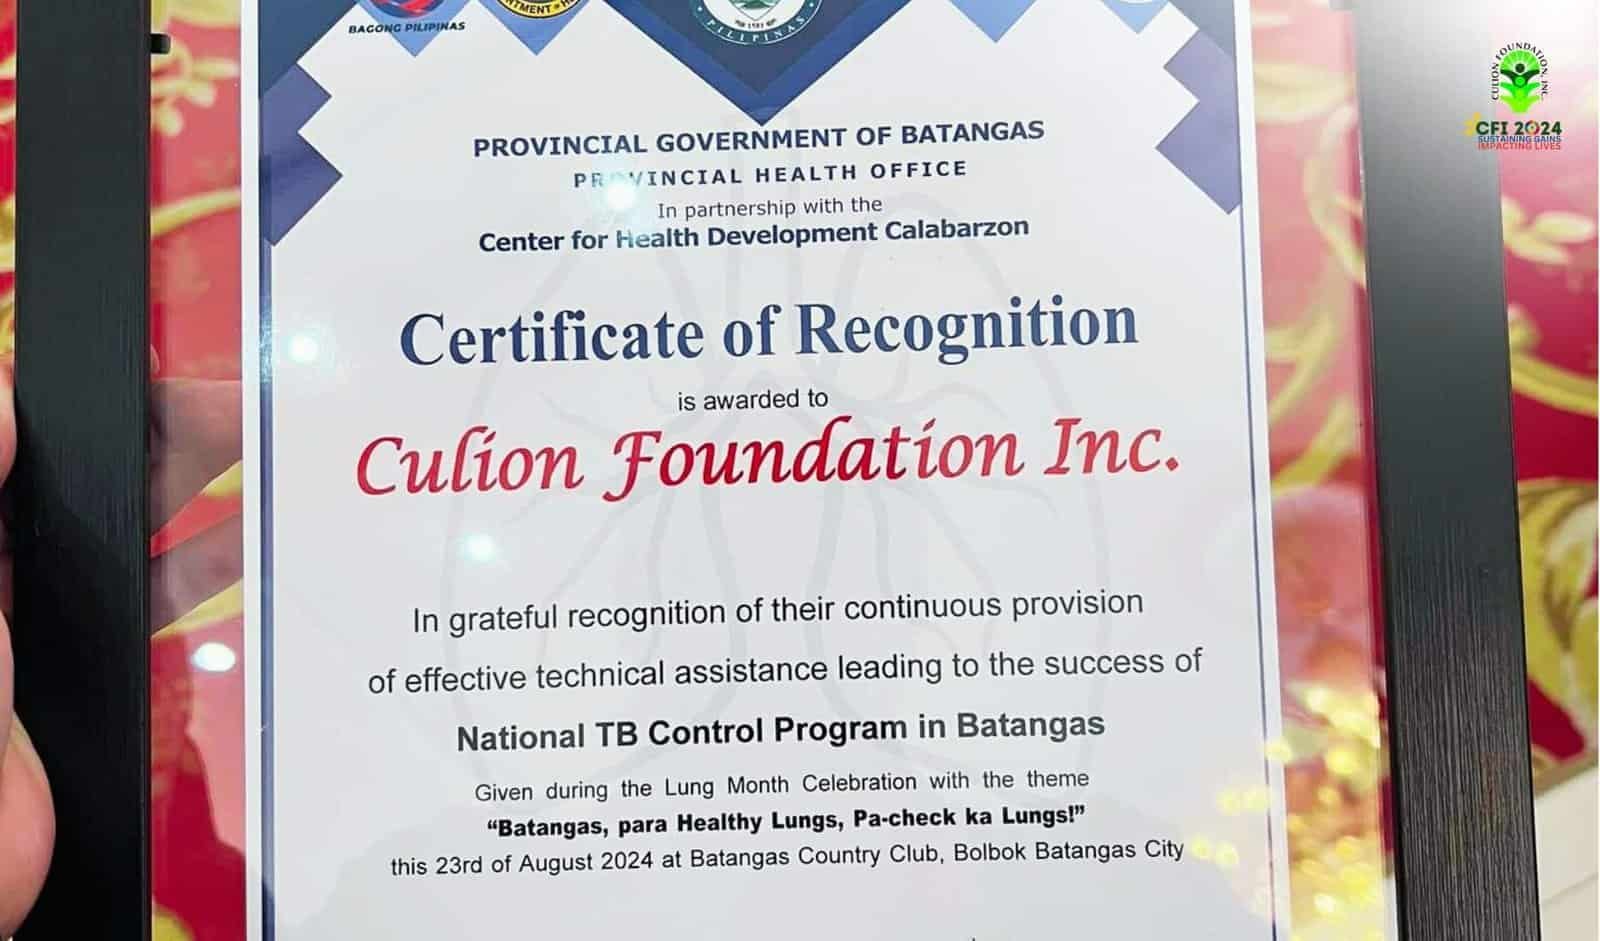 BAGONG PILIPINAS
PILIPINAS
PROVINCIAL GOVERNMENT OF BATANGAS
PROVINCIAL HEALTH OFFICE
In partnership with the
Center for Health Development Calabarzon
Certificate of Recognition
is awarded to
Culion Foundation Inc.
In grateful recognition of their continuous provision
of effective technical assistance leading to the success of
National TB Control Program in Batangas
Given during the Lung Month Celebration with the theme
“Batangas, para Healthy Lungs, Pa-check ka Lungs!”
this 23rd of August 2024 at Batangas Country Club, Bolbok Batangas City
CULION FOUNDATION, INC.
CFI 2024
SUSTAINING GAINS
IMPACTING LIVES